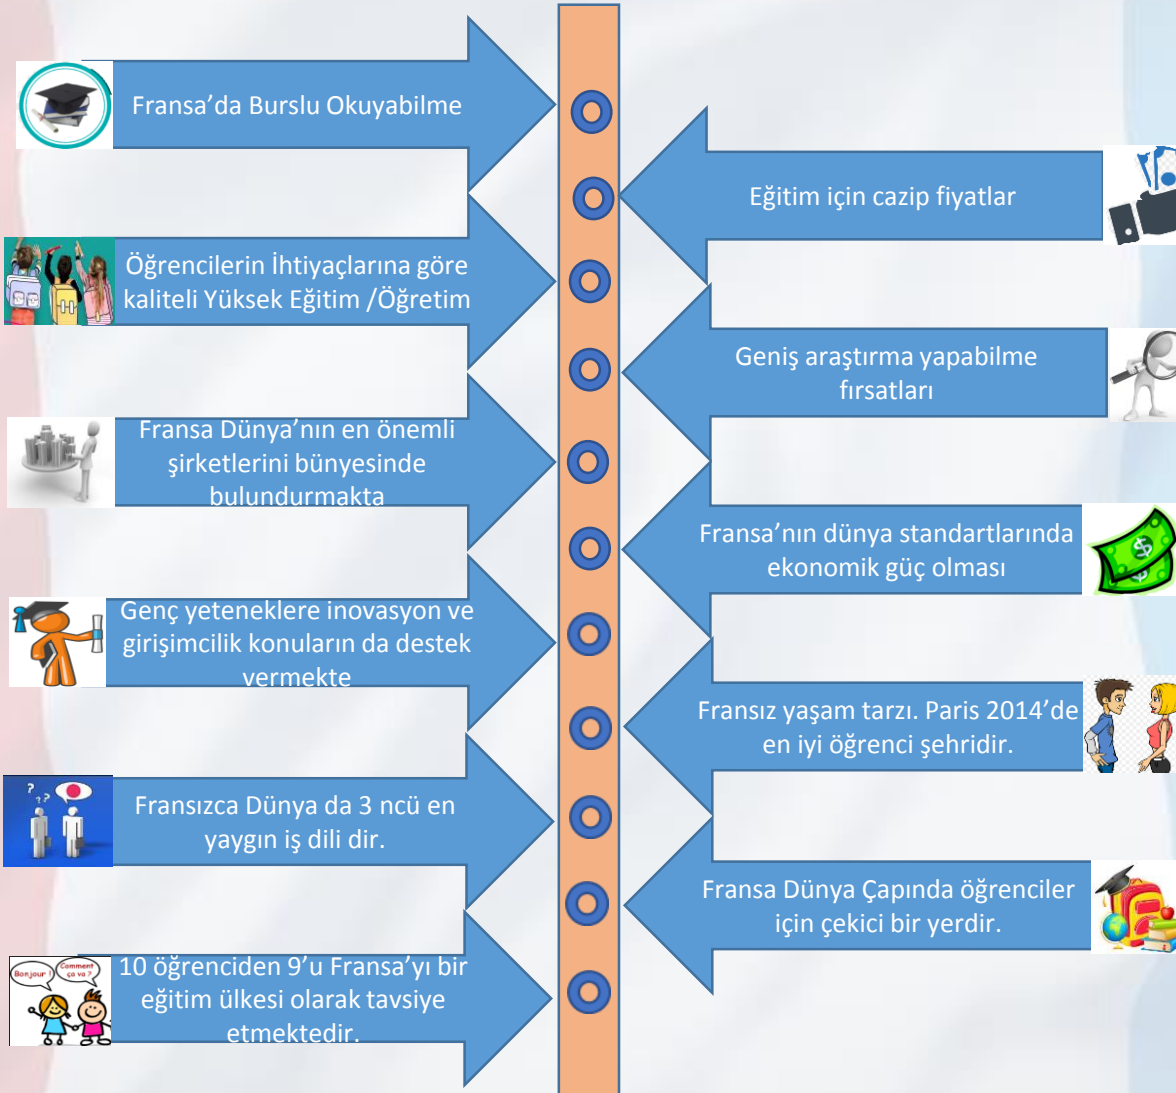 Fransa’da Burslu Okuyabilme
Eğitim için cazip fiyatlar
Öğrencilerin İhtiyaçlarına göre
kaliteli Yüksek Eğitim /Öğretim
Geniş araştırma yapabilme
fırsatları
Fransa Dünya’nın en önemli
şirketlerini bünyesinde
bulundurmakta
Fransa’nın dünya standartlarında
ekonomik güç olması
$
Genç yeteneklere inovasyon ve
girişimcilik konuların da destek
vermekte
Fransız yaşam tarzı. Paris 2014’de
en iyi öğrenci şehridir.
? ? ?
Fransızca Dünya da 3 ncü en
yaygın iş dili dir.
Fransa Dünya Çapında öğrenciler
için çekici bir yerdir.
Bonjour !
Comment
ça va ?
10 öğrenciden 9’u Fransa’yı bir
eğitim ülkesi olarak tavsiye
etmektedir.